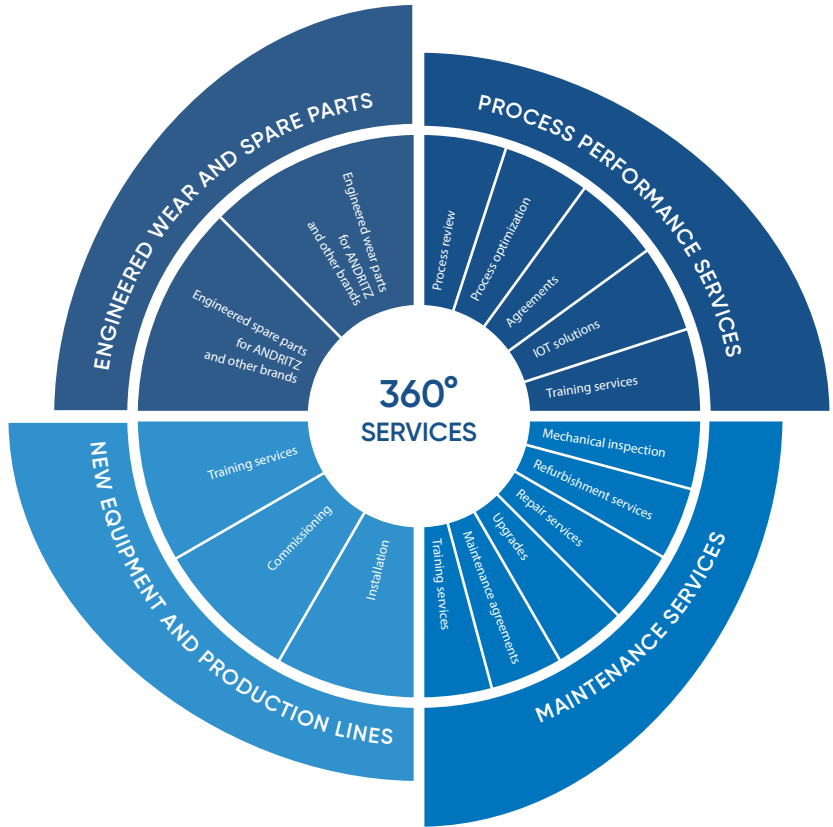 360°
SERVICES
ENGINEERED WEAR AND SPARE PARTS
Engineered spare parts
for ANDRITZ
and other brands
Engineered wear parts
for ANDRITZ
and other brands
PROCESS PERFORMANCE SERVICES
Process review
Process optimization
Agreements
IOT solutions
Training services
MAINTENANCE SERVICES
Mechanical inspection
Refurbishment services
Repair services
Upgrades
Maintenance agreements
Training services
NEW EQUIPMENT AND PRODUCTION LINES
Training services
Commissioning
Installation